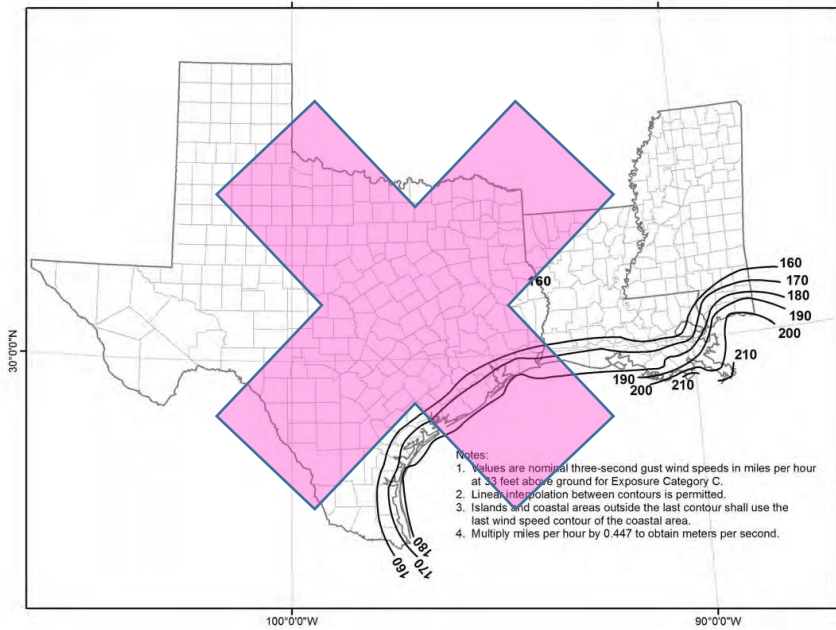 160
160
170
180
190
200
210
190
200
210
30°0'0"N
Notes:
1. Values are nominal three-second gust wind speeds in miles per hour
at 33 feet above ground for Exposure Category C.
2. Linear interpolation between contours is permitted.
3. Islands and coastal areas outside the last contour shall use the
last wind speed contour of the coastal area.
4. Multiply miles per hour by 0.447 to obtain meters per second.
180
170
160
100°0'0"W
90°0'0"W